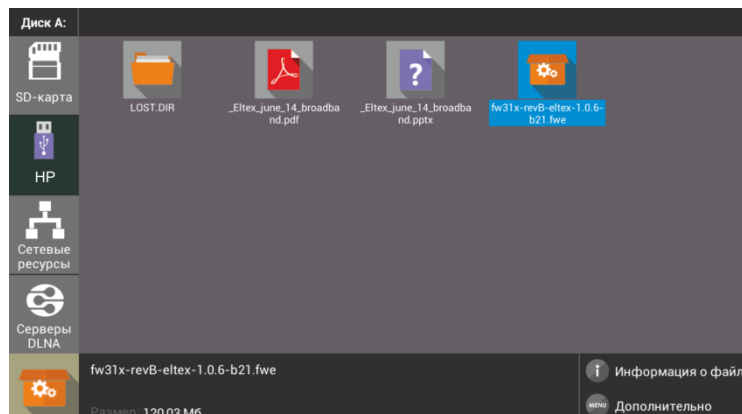 Диск A:
SD-карта
HP
Сетевые
ресурсы
Серверы
DLNA
LOST.DIR
_Eltex_june_14_broadba
nd.pdf
_Eltex_june_14_broadba
nd.pptx
fw31x-revB-eltex-1.0.6-
b21.fwe
fw31x-revB-eltex-1.0.6-b21.fwe
Размер: 120,03 Мб
i Информация о файл
MENU Дополнительно